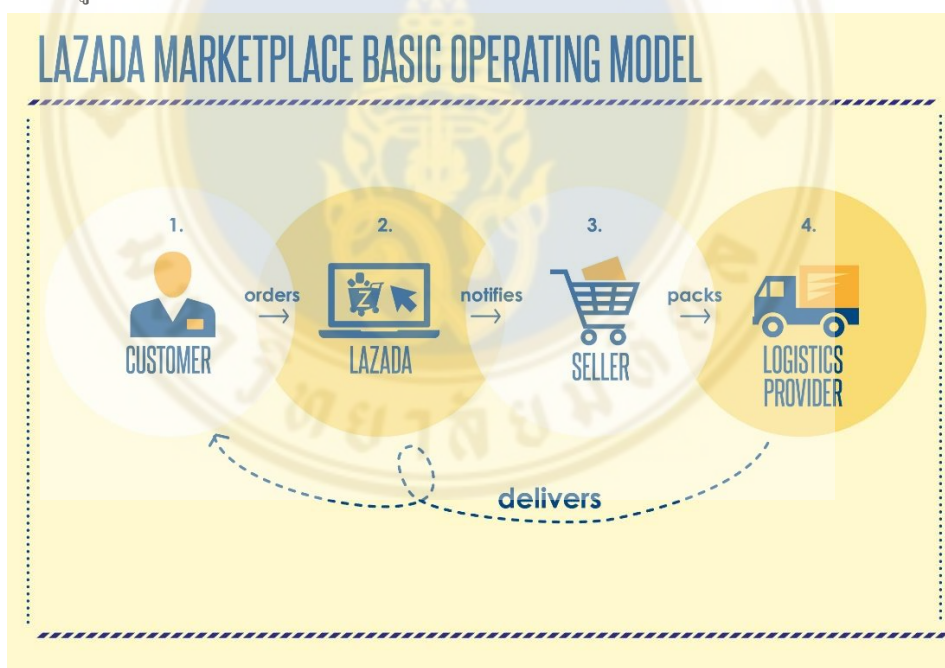 LAZADA MARKETPLACE BASIC OPERATING MODEL
1.
2.
3.
4.
orders
notifies
packs
Z
CUSTOMER
LAZADA
SELLER
LOGISTICS
PROVIDER
delivers